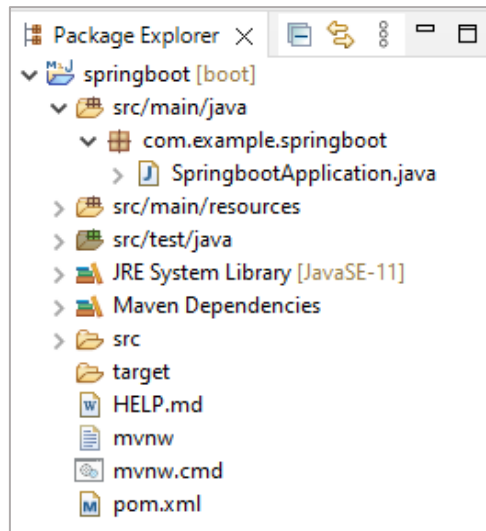 Package Explorer
springboot [boot]
src/main/java
com.example.springboot
SpringbootApplication.java
src/main/resources
src/test/java
JRE System Library [JavaSE-11]
Maven Dependencies
src
target
HELP.md
mvnw
mvnw.cmd
pom.xml